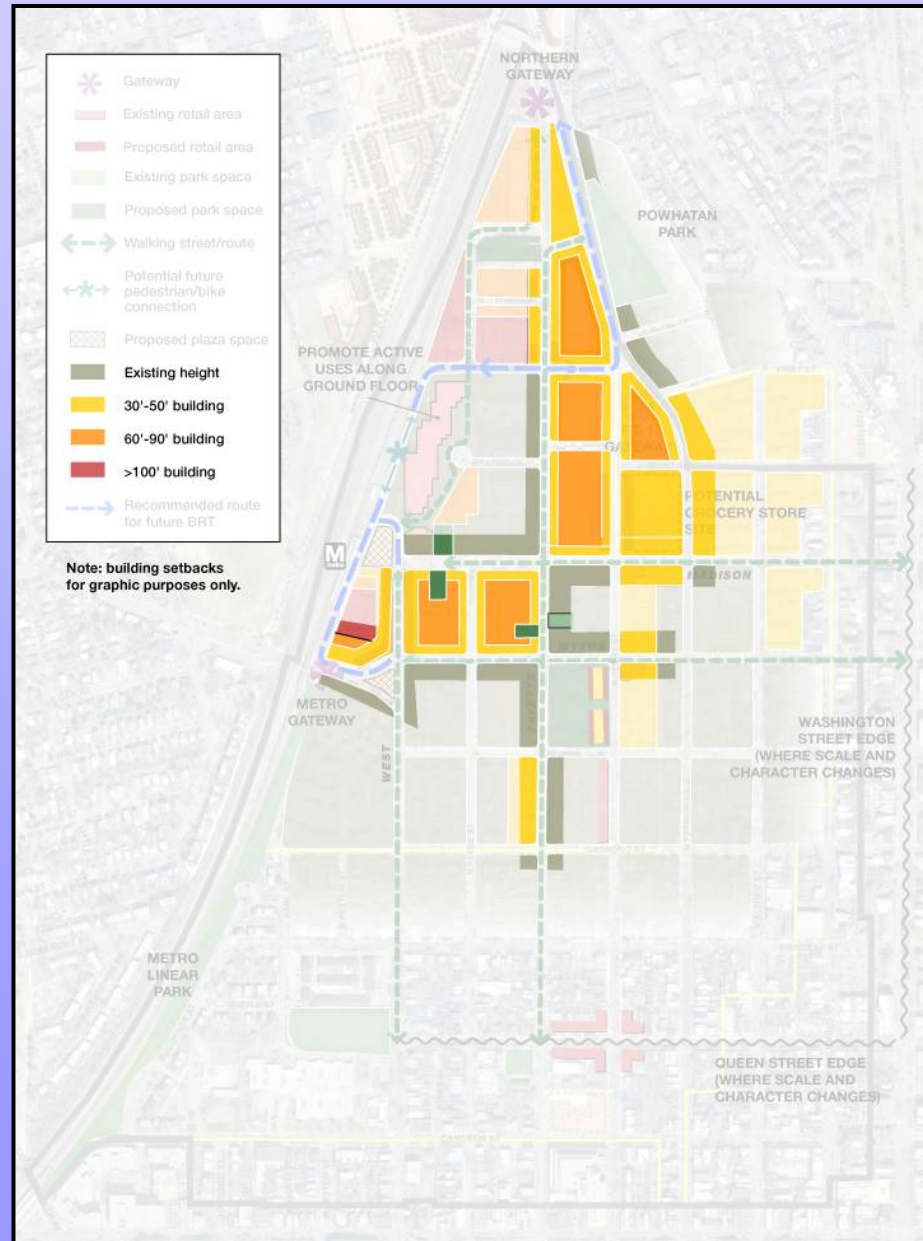 NORTHERN
GATEWAY
Gateway
Existing retail area
Proposed retail area
Existing park space
Proposed park space
Walking street/route
Potential future
pedestrian/bike
connection
Proposed plaza space
Existing height
30'-50' building
60'-90' building
>100' building
Recommended route
for future BRT
Note: building setbacks
for graphic purposes only.
POWHATAN
PARK
PROMOTE ACTIVE
USES ALONG
GROUND FLOOR
GATEWAY
POTENTIAL
GROCERY STORE
SITE
M
MADISON
WYTHE
METRO
GATEWAY
WEST
FAYETTE
WASHINGTON
STREET EDGE
(WHERE SCALE AND
CHARACTER CHANGES)
METRO
LINEAR
PARK
QUEEN STREET EDGE
(WHERE SCALE AND
CHARACTER CHANGES)